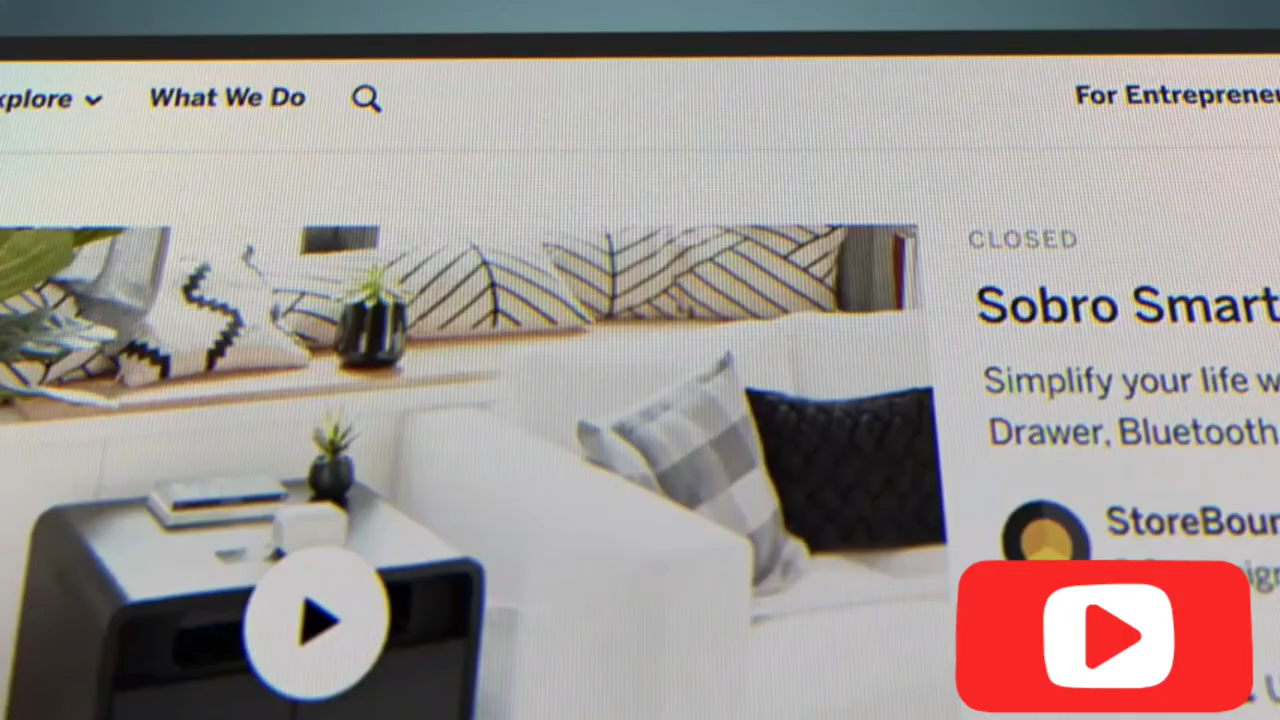 xplore
What We Do
For Entrepreneu
CLOSED
Sobro Smart
Simplify your life w
Drawer, Bluetooth
StoreBoun